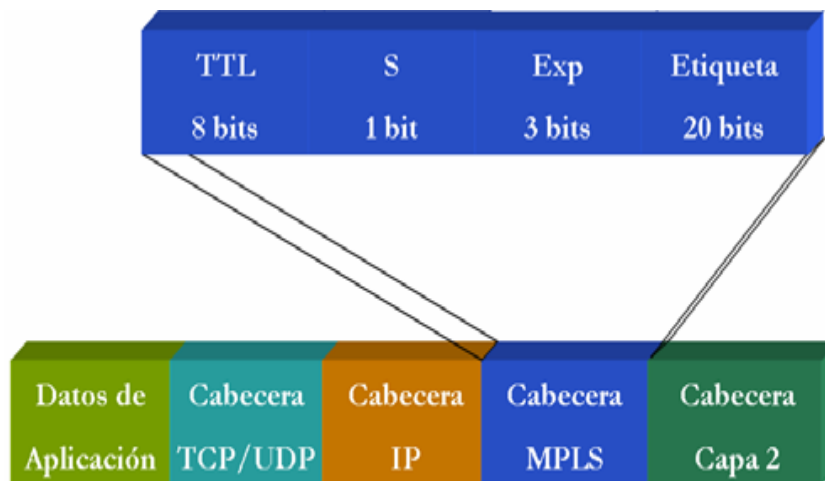 TTL S Exp Etiqueta
8 bits 1 bit 3 bits 20 bits
Datos de Cabecera Cabecera Cabecera Cabecera
Aplicación TCP/UDP IP MPLS Capa 2